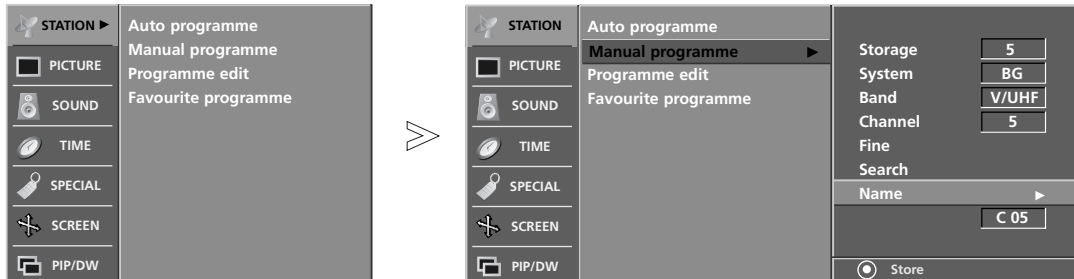 STATION ►
PICTURE
SOUND
TIME
SPECIAL
SCREEN
PIP/DW
Auto programme
Manual programme
Programme edit
Favourite programme
STATION
PICTURE
SOUND
TIME
SPECIAL
SCREEN
PIP/DW
Auto programme
Manual programme ►
Programme edit
Favourite programme
Storage 5
System BG
Band V/UHF
Channel 5
Fine
Search
Name ►
C 05
Store